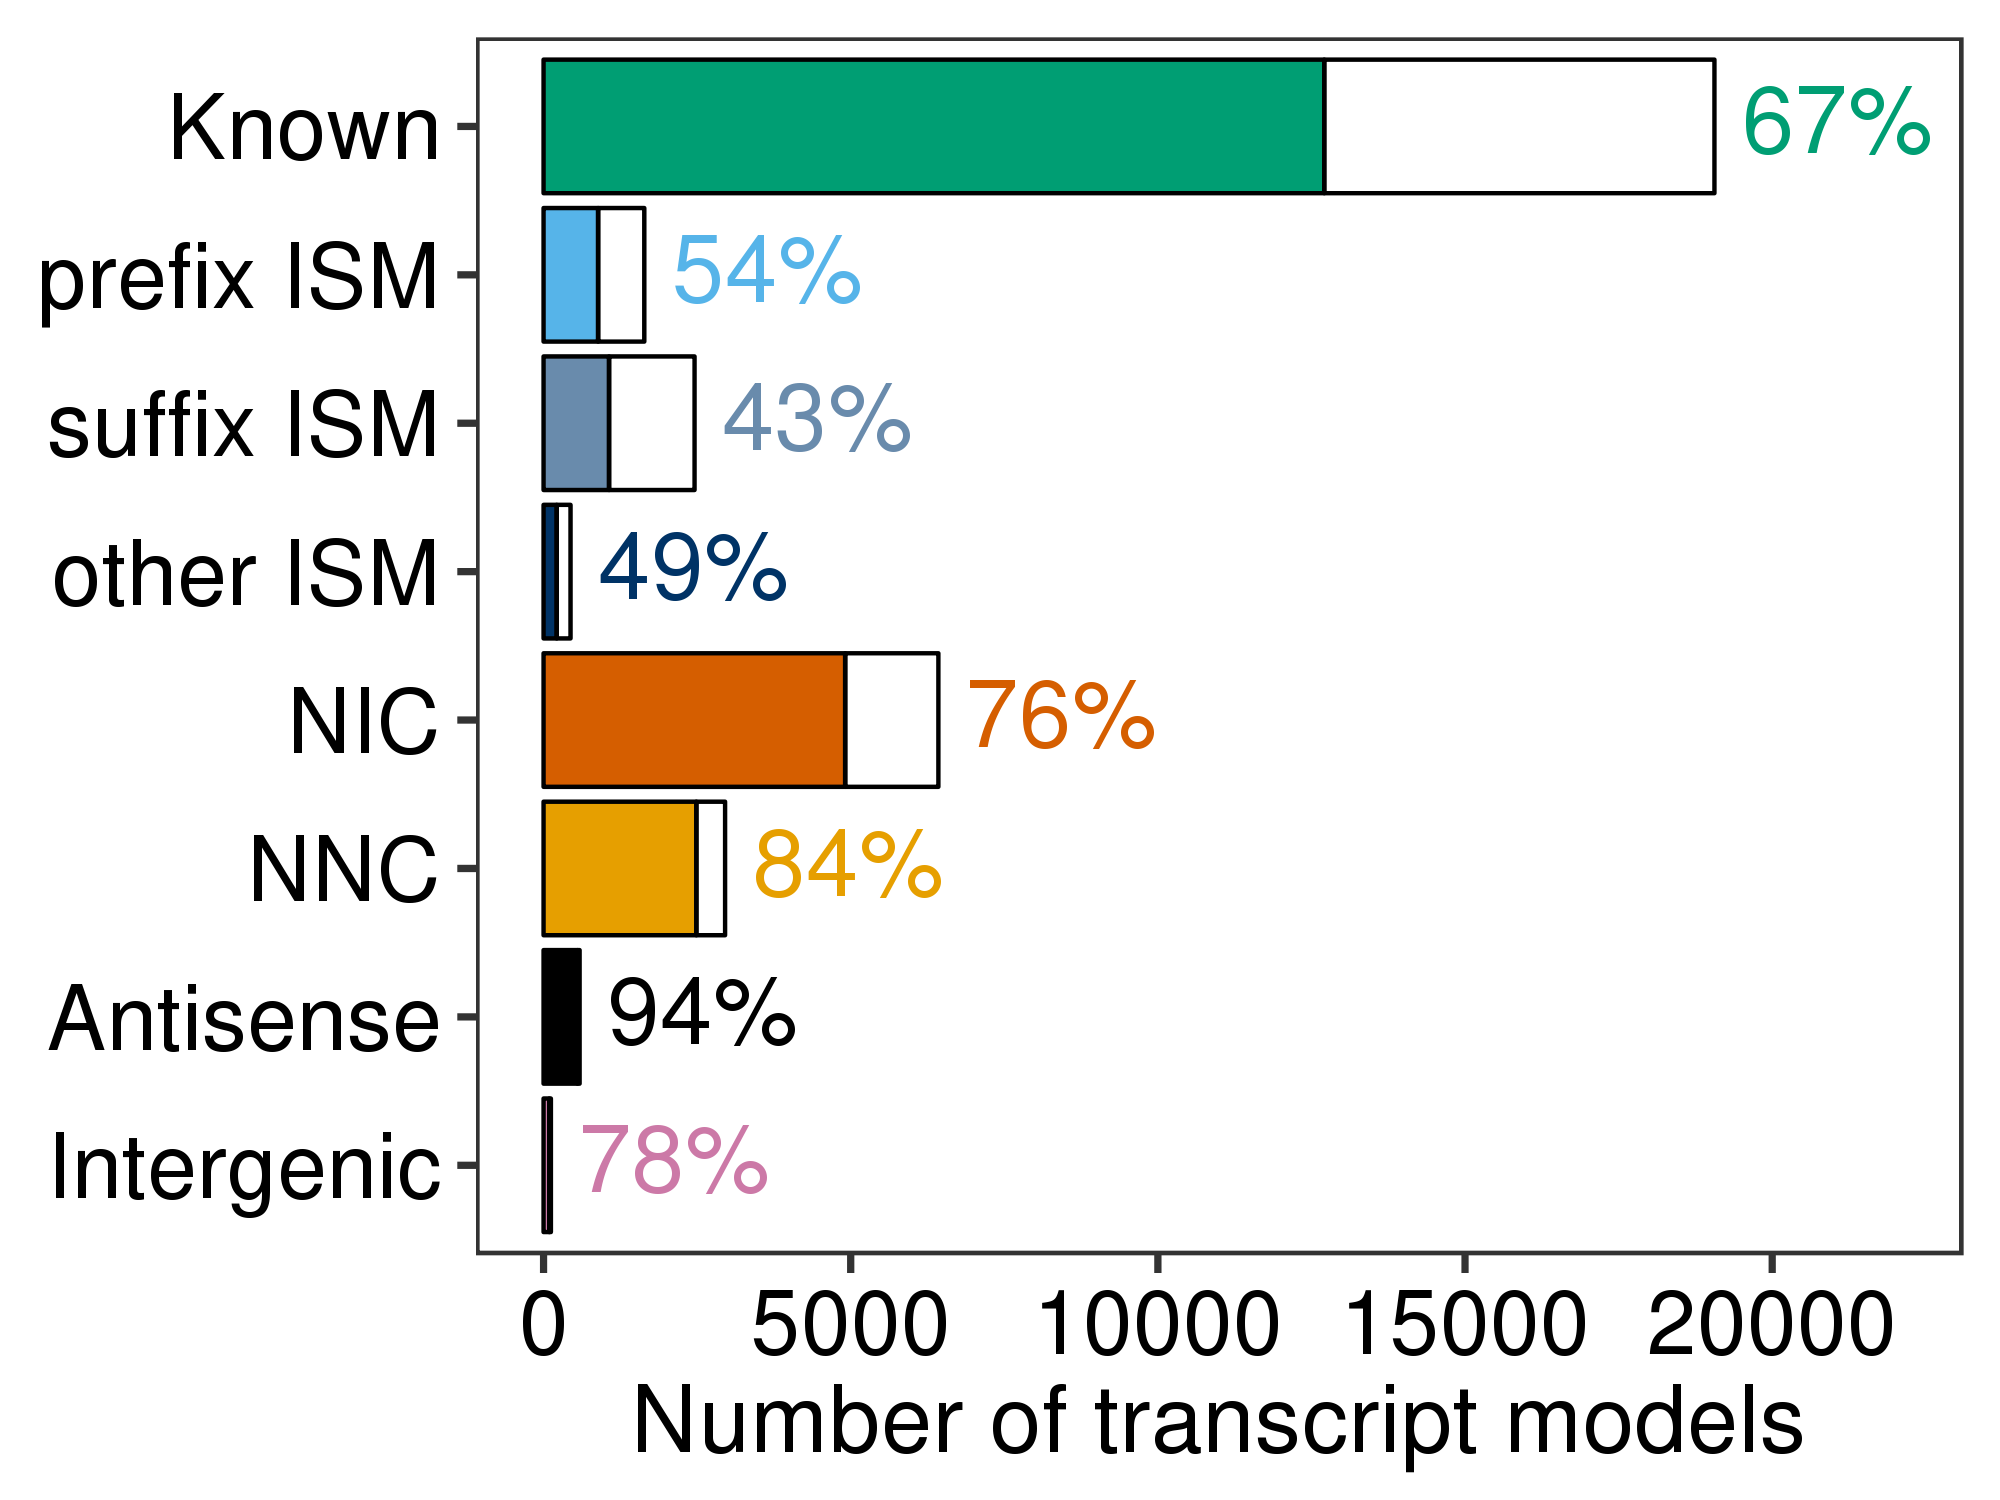 Known 67%
prefix ISM 54%
suffix ISM 43%
other ISM 49%
NIC 76%
NNC 84%
Antisense 94%
Intergenic 78%
0 5000 10000 15000 20000
Number of transcript models